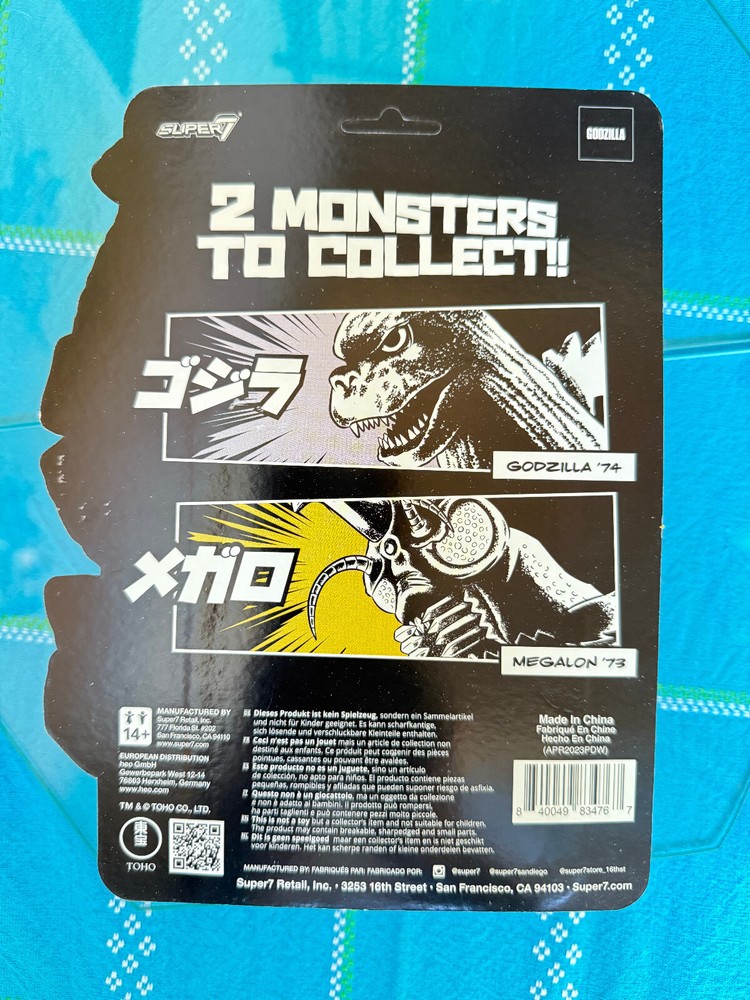 SUPER7
GODZILLA
2 MONSTERS
TO COLLECT!!
ゴジラ
GODZILLA '74
メガロ
MEGALON '73
14+
MANUFACTURED BY
Super7 Retail, Inc.
777 Florida St. #202
San Francisco, CA 94110
www.super7.com
EUROPEAN DISTRIBUTION
heo GmbH
Gewerbepark West 12-14
76863 Herxheim, Germany
www.heo.com
TM & © TOHO CO., LTD.
東宝
TOHO
Dieses Produkt ist kein Spielzeug, sondern ein Sammelartikel
und nicht für Kinder geeignet. Es kann scharfkantige,
sich lösende und verschluckbare Kleinteile enthalten.
Ceci n'est pas un jouet mais un article de collection non
destiné aux enfants. Ce produit peut contenir des pièces
pointues, cassantes ou pouvant être avalées.
Este producto no es un juguete, sino un artículo
de colección, no apto para niños. El producto contiene piezas
pequeñas, rompibles y afiladas que pueden suponer riesgo de asfixia.
Questo non è un giocattolo, ma un oggetto da collezione
e non è adatto ai bambini. Il prodotto può rompersi,
ha parti taglienti e può contenere pezzi molto piccole.
This is not a toy but a collector's item and not suitable for children.
The product may contain breakable, sharpedged and small parts.
Dit is geen speelgoed maar een collector's item en is niet geschikt
voor kinderen. Het kan scherpe randen of kleine onderdelen bevatten.
Made In China
Fabriqué En Chine
Hecho En China
(APR2023PDW)
8 40049 83476 7
MANUFACTURED BY: FABRIQUÉS PAR: FABRICADO POR: @super7 @super7sandiego @super7store_16thst
Super7 Retail, Inc. • 3253 16th Street • San Francisco, CA 94103 • Super7.com